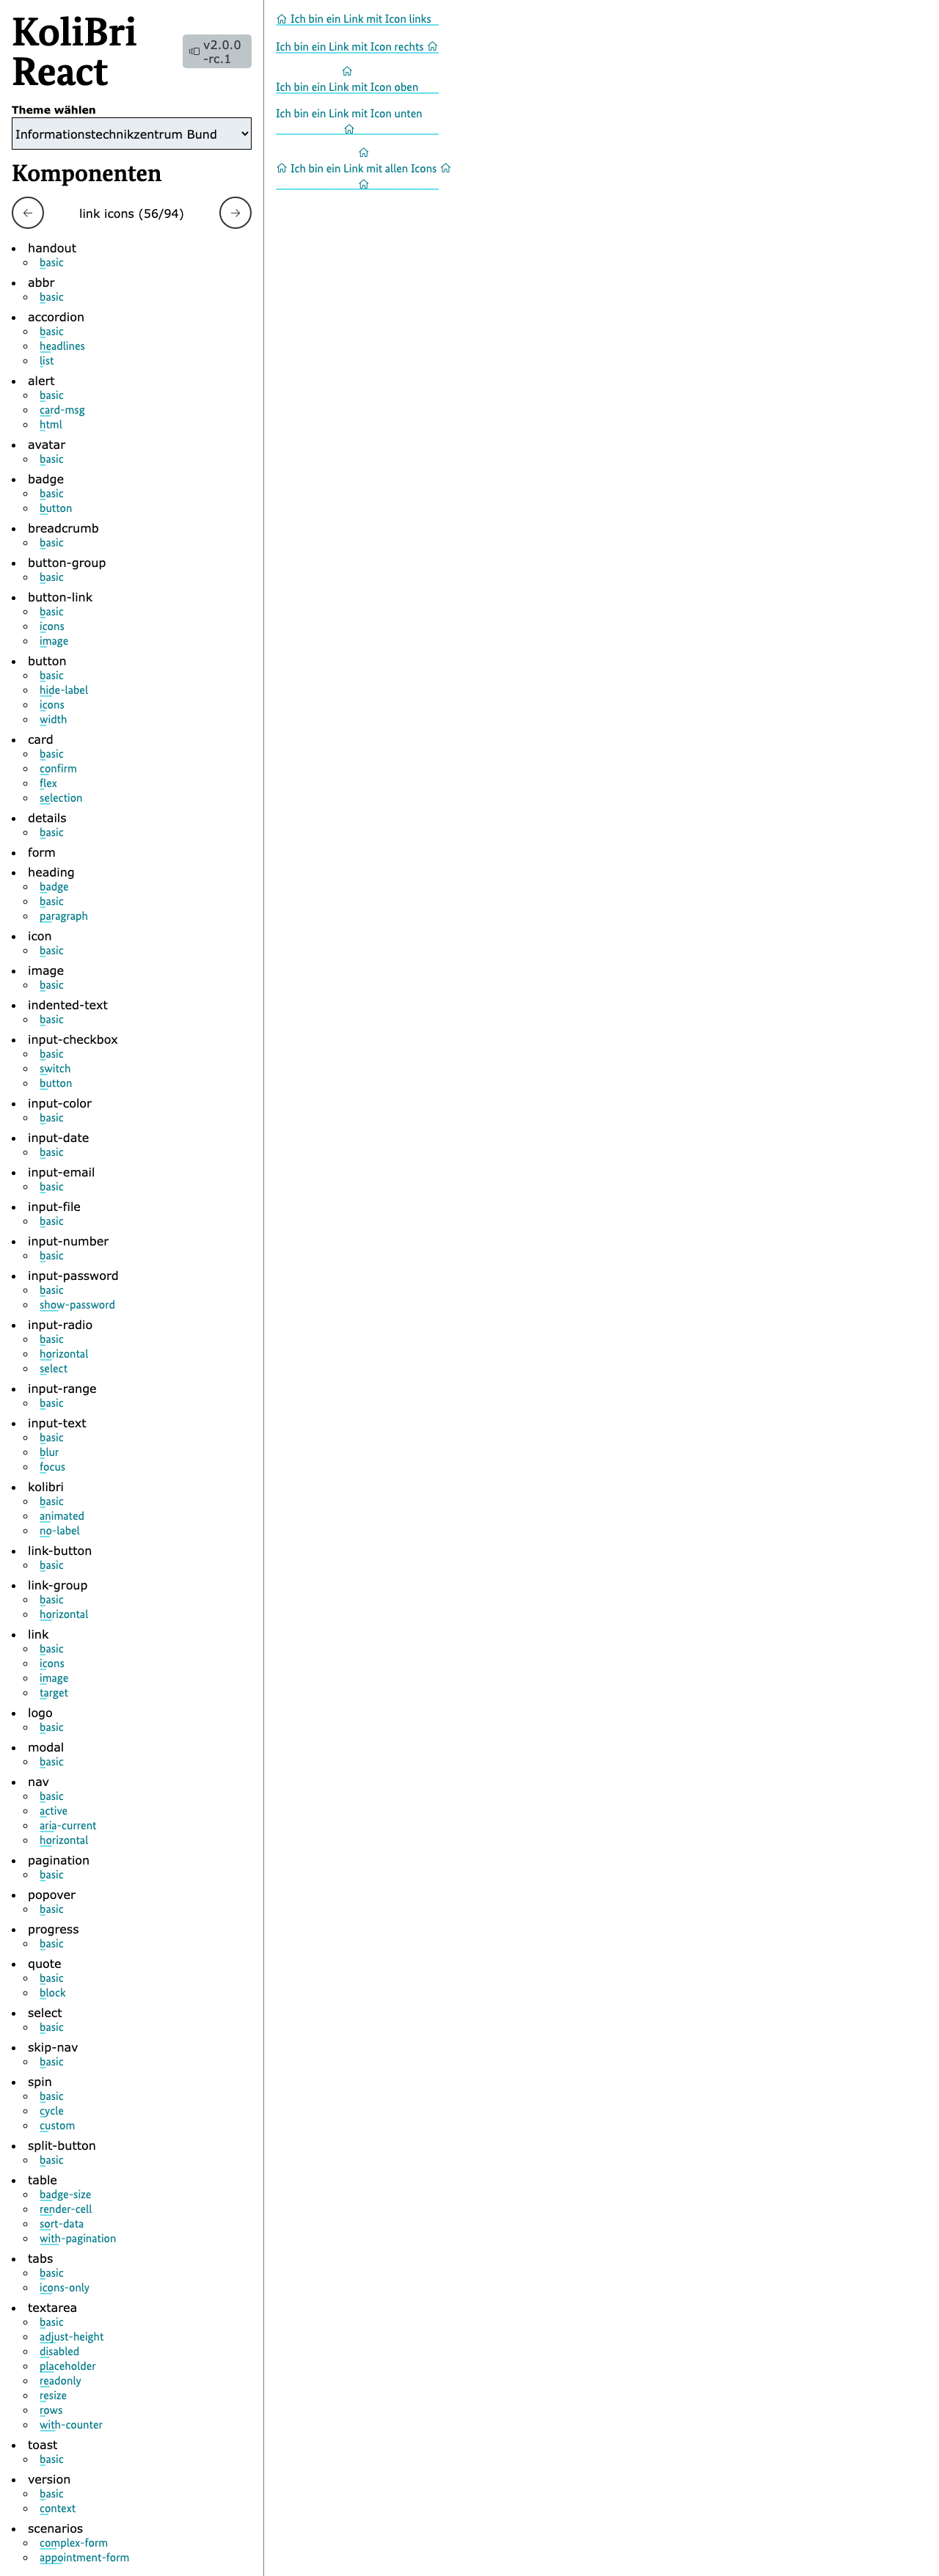 KoliBri
React
v2.0.0
-rc.1
Theme wählen
Informationstechnikzentrum Bund
Komponenten
link icons (56/94)
handout
basic
abbr
basic
accordion
basic
headlines
list
alert
basic
card-msg
html
avatar
basic
badge
basic
button
breadcrumb
basic
button-group
basic
button-link
basic
icons
image
button
basic
hide-label
icons
width
card
basic
confirm
flex
selection
details
basic
form
heading
badge
basic
paragraph
icon
basic
image
basic
indented-text
basic
input-checkbox
basic
switch
button
input-color
basic
input-date
basic
input-email
basic
input-file
basic
input-number
basic
input-password
basic
show-password
input-radio
basic
horizontal
select
input-range
basic
input-text
basic
blur
focus
kolibri
basic
animated
no-label
link-button
basic
link-group
basic
horizontal
link
basic
icons
image
target
logo
basic
modal
basic
nav
basic
active
aria-current
horizontal
pagination
basic
popover
basic
progress
basic
quote
basic
block
select
basic
skip-nav
basic
spin
basic
cycle
custom
split-button
basic
table
badge-size
render-cell
sort-data
with-pagination
tabs
basic
icons-only
textarea
basic
adjust-height
disabled
placeholder
readonly
resize
rows
with-counter
toast
basic
version
basic
context
scenarios
complex-form
appointment-form
Ich bin ein Link mit Icon links
Ich bin ein Link mit Icon rechts
Ich bin ein Link mit Icon oben
Ich bin ein Link mit Icon unten
Ich bin ein Link mit allen Icons